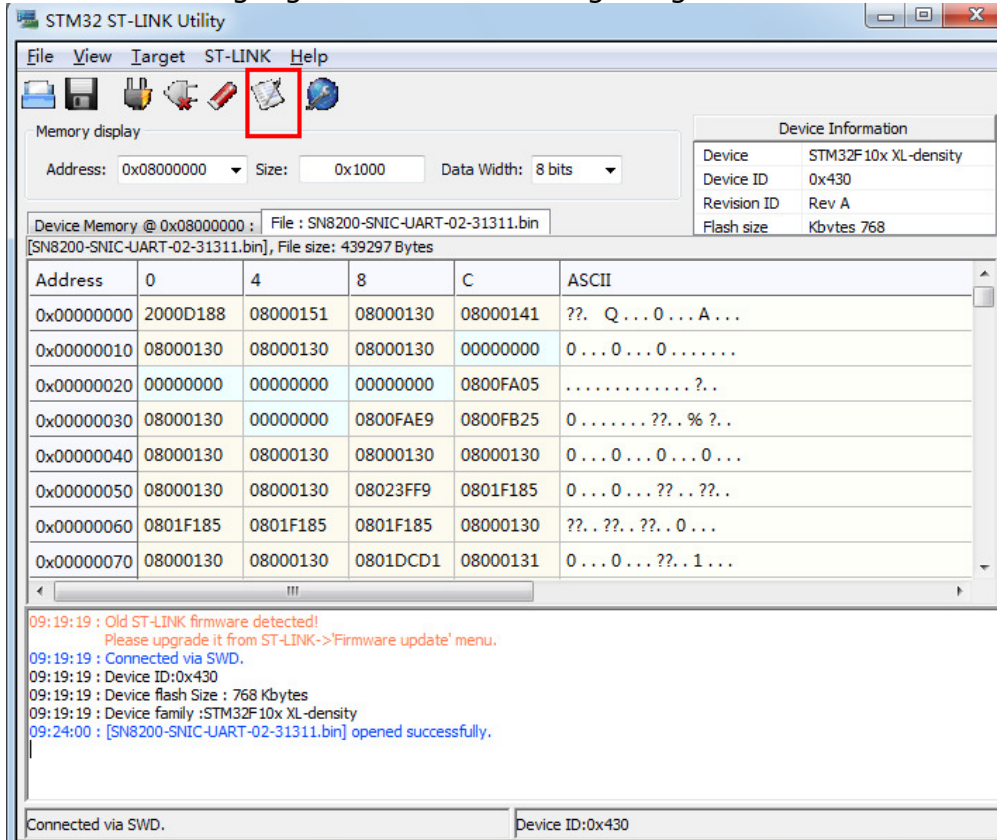 STM32 ST-LINK Utility
File View Target ST-LINK Help
Memory display
Address: 0x08000000 Size: 0x1000 Data Width: 8 bits
Device Information
Device STM32F10x XL-density
Device ID 0x430
Revision ID Rev A
Flash size Kbytes 768
Device Memory @ 0x08000000 : File : SN8200-SNIC-UART-02-31311.bin
[SN8200-SNIC-UART-02-31311.bin], File size: 439297 Bytes
Address 0 4 8 C ASCII
0x00000000 2000D188 08000151 08000130 08000141 ??. Q...0...A...
0x00000010 08000130 08000130 08000130 00000000 0...0...0.......
0x00000020 00000000 00000000 00000000 0800FA05 .............?..
0x00000030 08000130 00000000 0800FAE9 0800FB25 0.......??..%?..
0x00000040 08000130 08000130 08000130 08000130 0...0...0...0...
0x00000050 08000130 08000130 08023FF9 0801F185 0...0...??..??..
0x00000060 0801F185 0801F185 0801F185 08000130 ??..??..??..0...
0x00000070 08000130 08000130 0801DCD1 08000131 0...0...??..1...
09:19:19 : Old ST-LINK firmware detected!
Please upgrade it from ST-LINK->'Firmware update' menu.
09:19:19 : Connected via SWD.
09:19:19 : Device ID:0x430
09:19:19 : Device flash Size : 768 Kbytes
09:19:19 : Device family :STM32F10x XL-density
09:24:00 : [SN8200-SNIC-UART-02-31311.bin] opened successfully.
Connected via SWD. Device ID:0x430